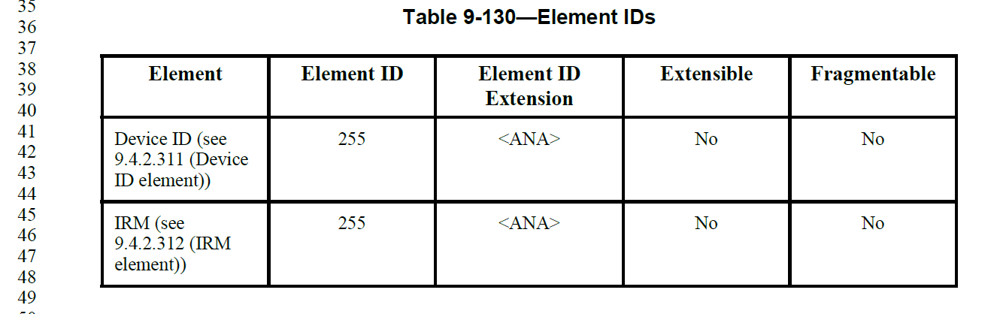 35
Table 9-130—Element IDs
36
37
38
Element Element ID Element ID Extensible Fragmentable
39
Extension
40
41
Device ID (see 255 <ANA> No No
42
9.4.2.311 (Device
43
ID element))
44
45
IRM (see 255 <ANA> No No
46
9.4.2.312 (IRM
47
element))
48
49